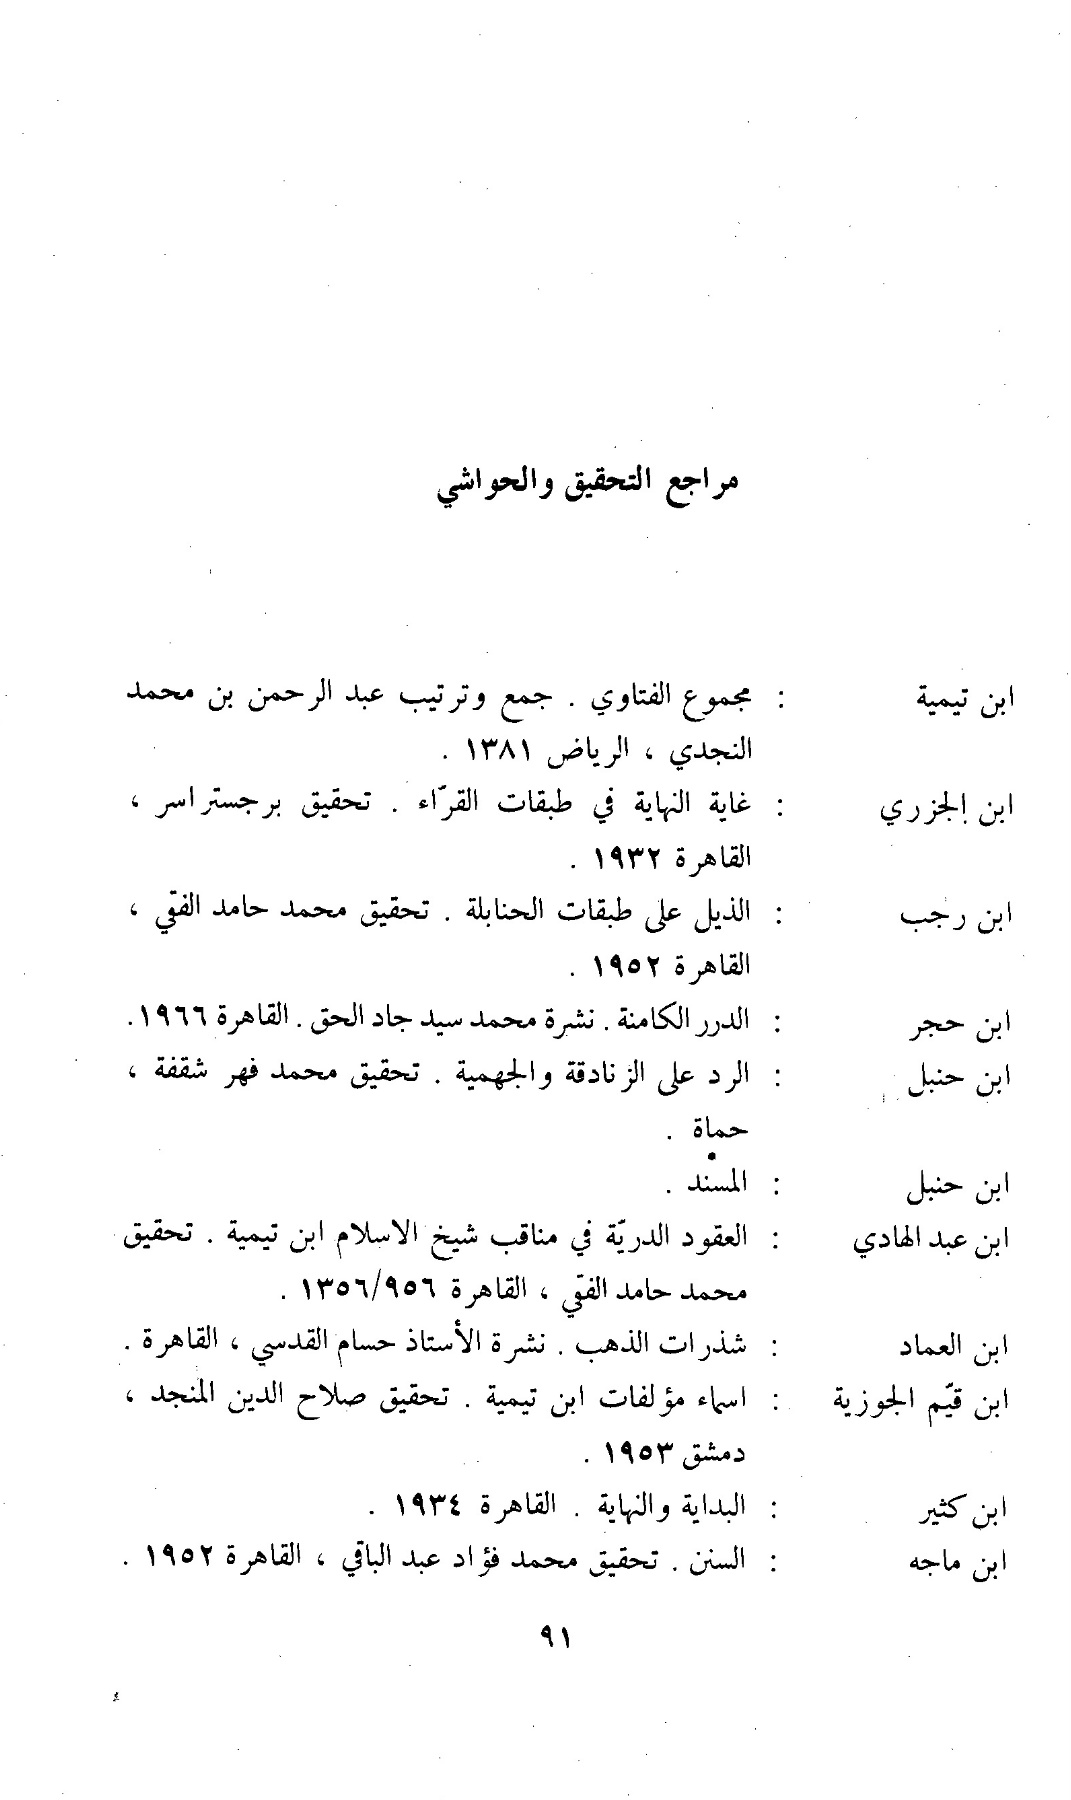 مراجع التحقيق والحواشي
ابن تيمية : مجموع الفتاوي . جمع وترتيب عبد الرحمن بن محمد
النجدي ، الرياض ١٣٨١ .
ابن الجزري : غاية النهاية في طبقات القرّاء . تحقيق برجستراسر ،
القاهرة ١٩٣٢ .
ابن رجب : الذيل على طبقات الحنابلة . تحقيق محمد حامد الفقي ،
القاهرة ١٩٥٢ .
ابن حجر : الدرر الكامنة . نشرة محمد سيد جاد الحق . القاهرة ١٩٦٦ .
ابن حنبل : الرد على الزنادقة والجهمية . تحقيق محمد فهر شقفة ،
حماة .
ابن حنبل : المسند .
ابن عبد الهادي : العقود الدريّة في مناقب شيخ الاسلام ابن تيمية . تحقيق
محمد حامد الفقي ، القاهرة ١٣٥٦/٩٥٦ .
ابن العماد : شذرات الذهب . نشرة الأستاذ حسام القدسي ، القاهرة .
ابن قيّم الجوزية : اسماء مؤلفات ابن تيمية . تحقيق صلاح الدين المنجد ،
دمشق ١٩٥٣ .
ابن كثير : البداية والنهاية . القاهرة ١٩٣٤ .
ابن ماجه : السنن . تحقيق محمد فؤاد عبد الباقي ، القاهرة ١٩٥٢ .
٩١